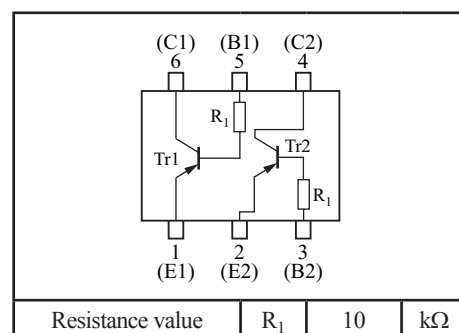 (C1) (B1) (C2)
6 5 4
R₁
Tr1 Tr2
R₁
1 2 3
(E1) (E2) (B2)
Resistance value R₁ 10 kΩ